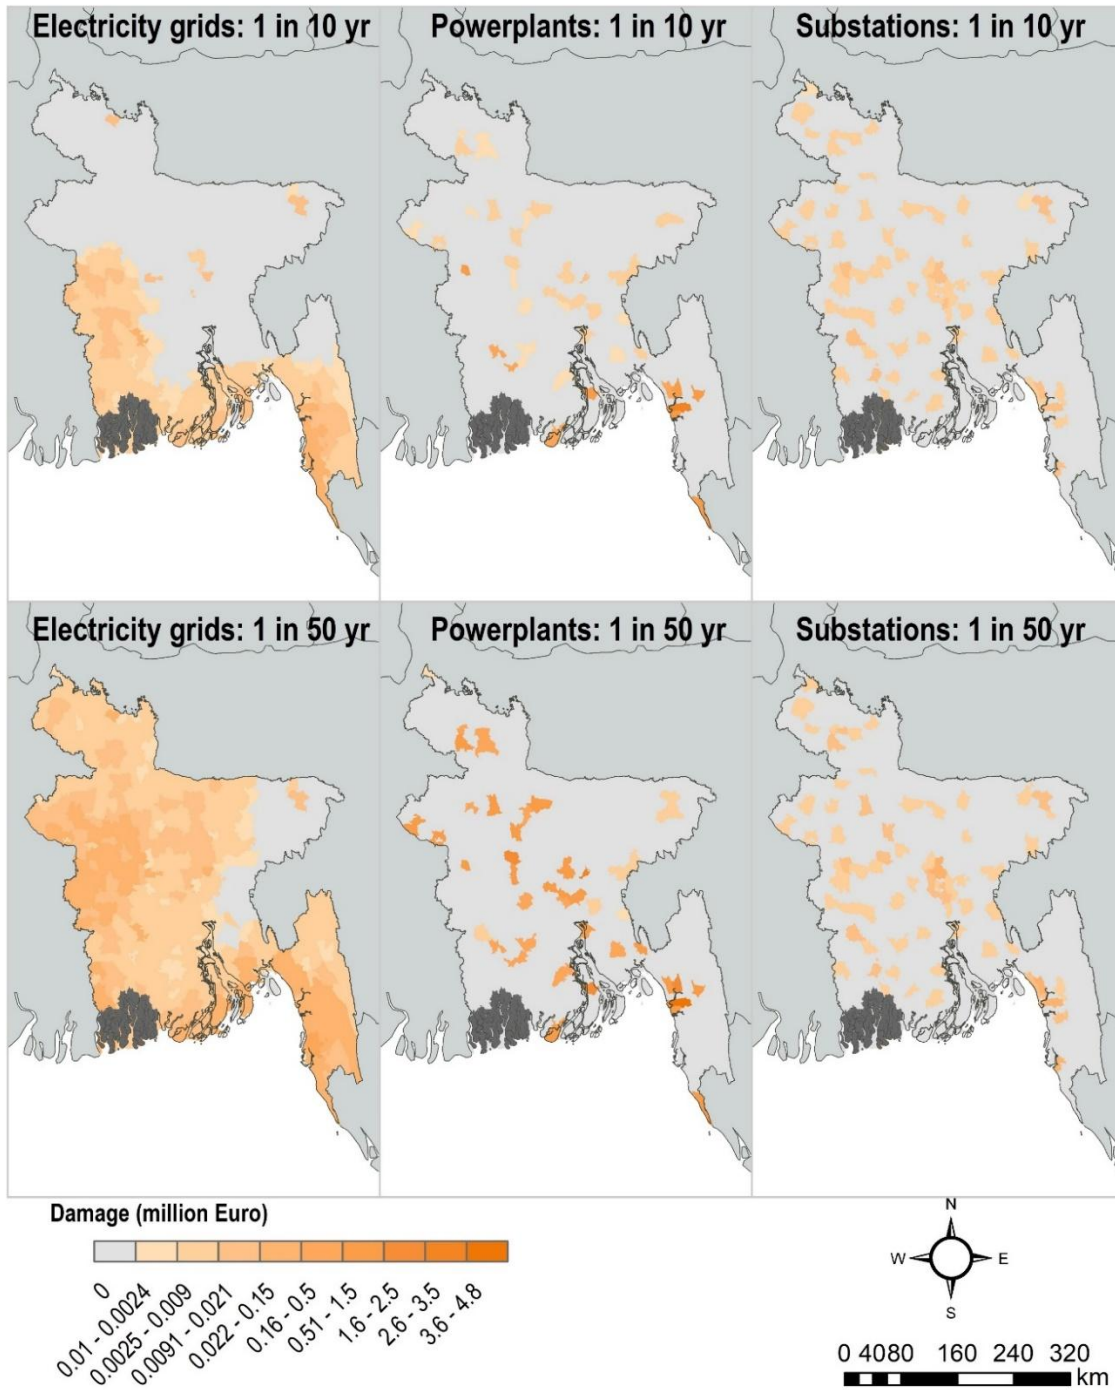 Electricity grids: 1 in 10 yr
Powerplants: 1 in 10 yr
Substations: 1 in 10 yr
Electricity grids: 1 in 50 yr
Powerplants: 1 in 50 yr
Substations: 1 in 50 yr
Damage (million Euro)
0
0.01 - 0.0024
0.0025 - 0.009
0.0091 - 0.021
0.022 - 0.15
0.16 - 0.5
0.51 - 1.5
1.6 - 2.5
2.6 - 3.5
3.6 - 4.8
N
W
E
S
0 40 80 160 240 320
km